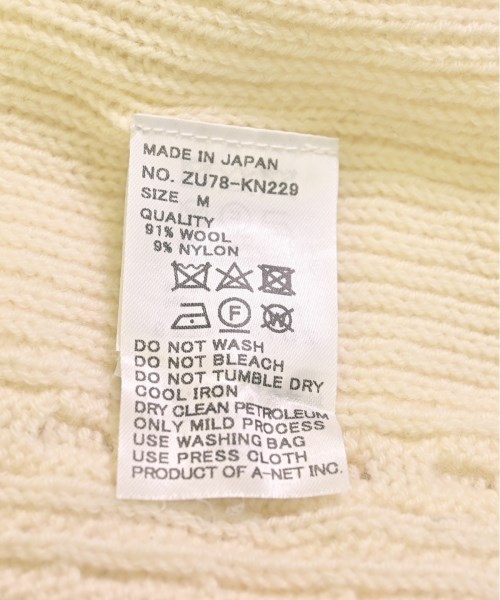 MADE IN JAPAN
NO. ZU78-KN229
SIZE M
QUALITY
91% WOOL
9% NYLON
F W
DO NOT WASH
DO NOT BLEACH
DO NOT TUMBLE DRY
COOL IRON
DRY CLEAN PETROLEUM
ONLY MILD PROCESS
USE WASHING BAG
USE PRESS CLOTH
PRODUCT OF A-NET INC.